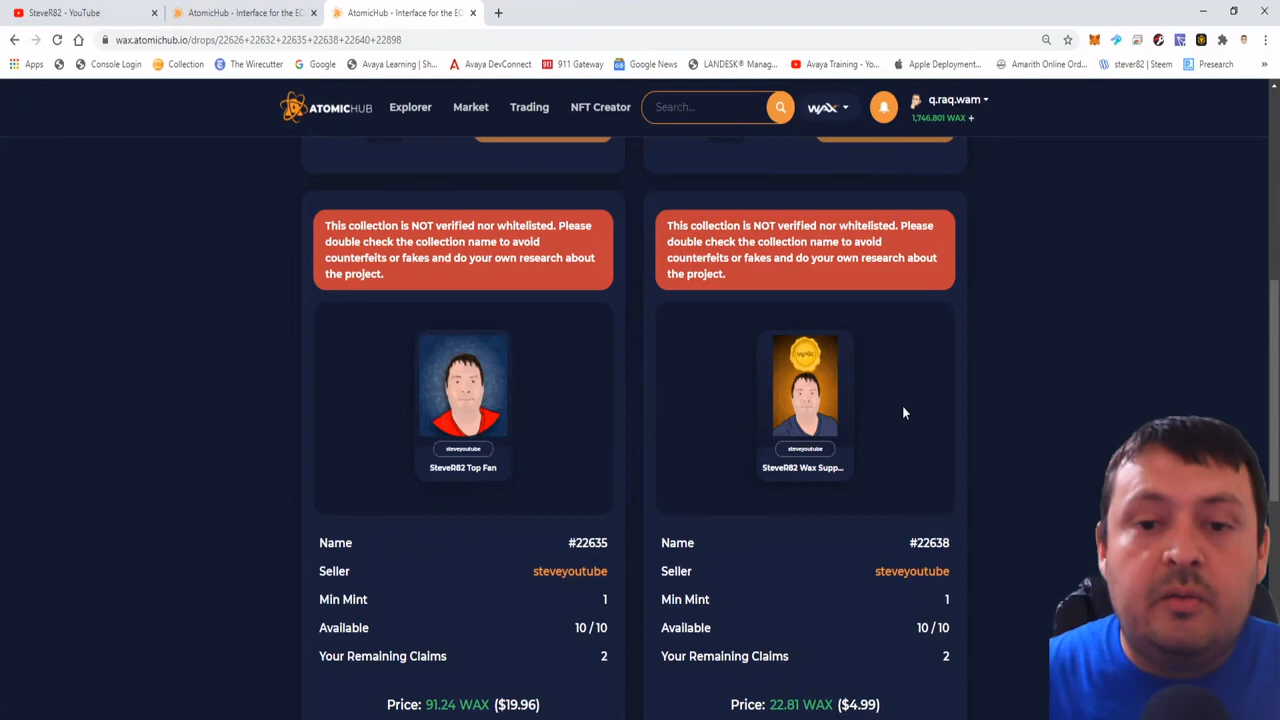 SteveR82 - YouTube
AtomicHub - Interface for the EO
AtomicHub - Interface for the EO
wax.atomichub.io/drops/22626+22632+22635+22638+22640+22898
Apps
Console Login
Collection
The Wirecutter
Google
Avaya Learning | Sh...
Avaya DevConnect
911 Gateway
Google News
LANDESK® Manag...
Avaya Training - Yo...
Apple Deployment...
Amarith Online Ord...
stever82 | Steem
Presearch
ATOMICHUB
Explorer
Market
Trading
NFT Creator
Search...
WAX
q.raq.wam
1,746.801 WAX +
This collection is NOT verified nor whitelisted. Please
double check the collection name to avoid
counterfeits or fakes and do your own research about
the project.
steveyoutube
SteveR82 Top Fan
Name #22635
Seller steveyoutube
Min Mint 1
Available 10 / 10
Your Remaining Claims 2
Price: 91.24 WAX ($19.96)
This collection is NOT verified nor whitelisted. Please
double check the collection name to avoid
counterfeits or fakes and do your own research about
the project.
WAX
steveyoutube
SteveR82 Wax Supp...
Name #22638
Seller steveyoutube
Min Mint 1
Available 10 / 10
Your Remaining Claims 2
Price: 22.81 WAX ($4.99)